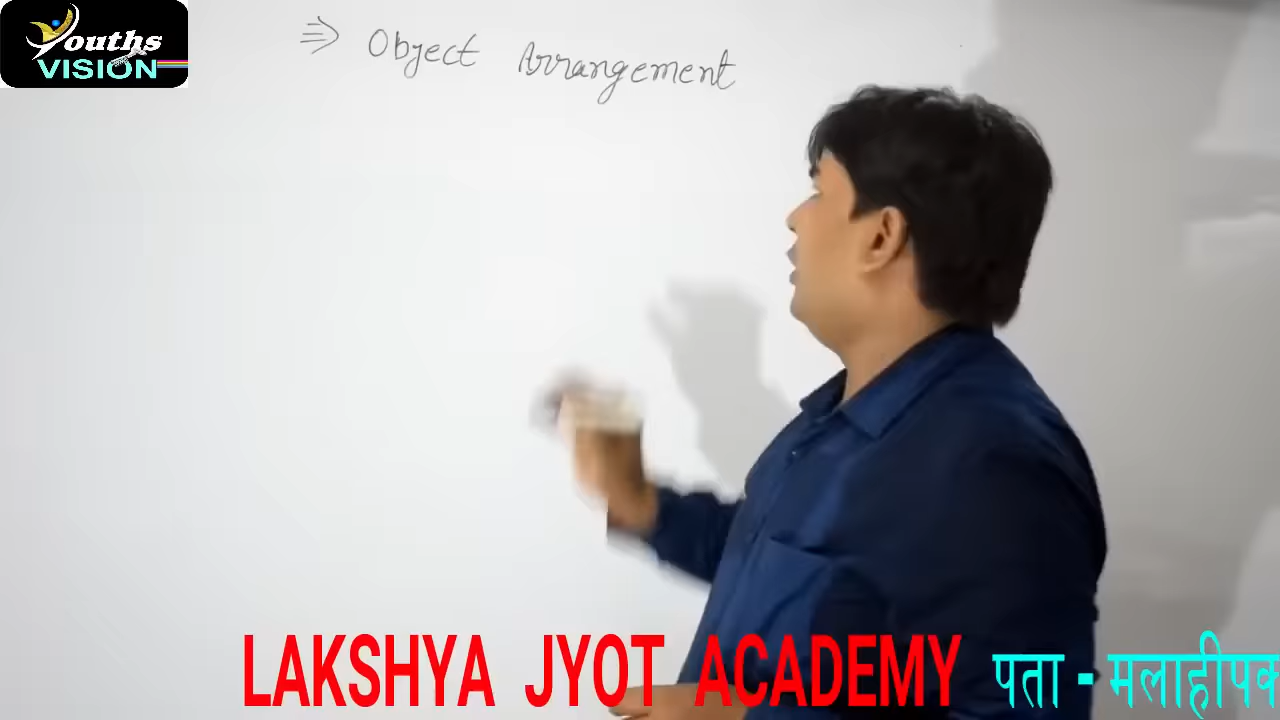 Youths
VISION
⇒ Object Arrangement
LAKSHYA JYOT ACADEMY पता - मलाहीपक